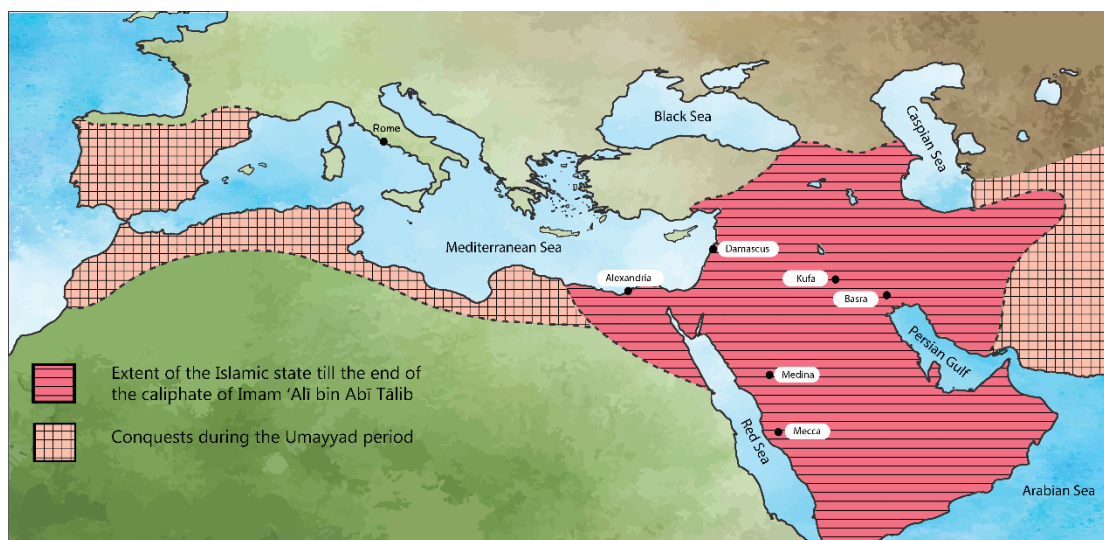 Black Sea
Caspian Sea
Rome
Mediterranean Sea
Damascus
Alexandria
Kufa
Basra
Persian Gulf
Medina
Mecca
Red Sea
Arabian Sea
Extent of the Islamic state till the end of
the caliphate of Imam ‘Alī bin Abī Tālib
Conquests during the Umayyad period